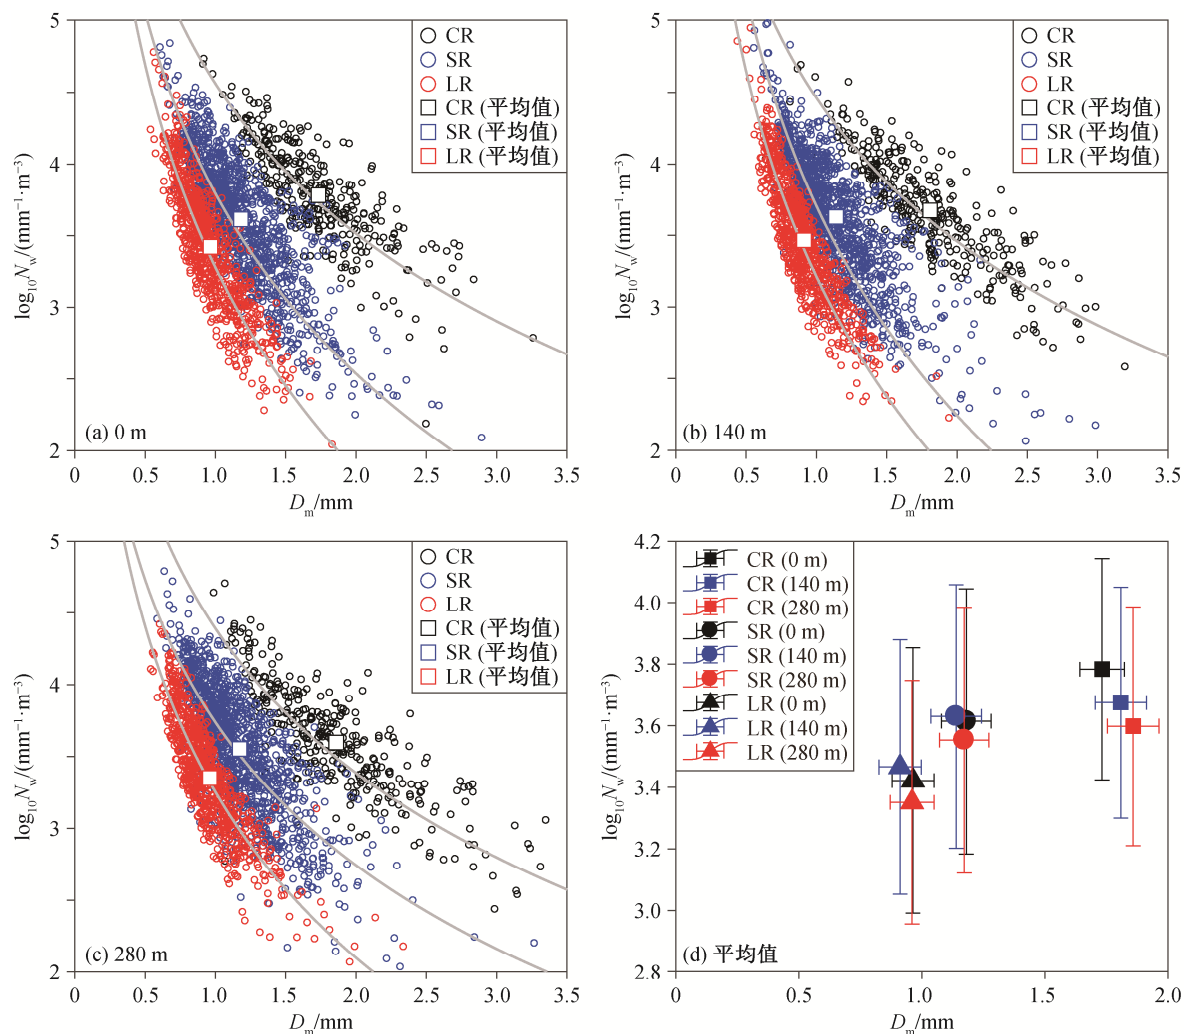 5
4
3
2
log₁₀Nw/(mm⁻¹·m⁻³)
CR
SR
LR
CR (平均值)
SR (平均值)
LR (平均值)
(a) 0 m
0 0.5 1.0 1.5 2.0 2.5 3.0 3.5
Dm/mm
5
4
3
2
log₁₀Nw/(mm⁻¹·m⁻³)
CR
SR
LR
CR (平均值)
SR (平均值)
LR (平均值)
(b) 140 m
0 0.5 1.0 1.5 2.0 2.5 3.0 3.5
Dm/mm
5
4
3
2
log₁₀Nw/(mm⁻¹·m⁻³)
CR
SR
LR
CR (平均值)
SR (平均值)
LR (平均值)
(c) 280 m
0 0.5 1.0 1.5 2.0 2.5 3.0 3.5
Dm/mm
4.2
4.0
3.8
3.6
3.4
3.2
3.0
2.8
log₁₀Nw/(mm⁻¹·m⁻³)
CR (0 m)
CR (140 m)
CR (280 m)
SR (0 m)
SR (140 m)
SR (280 m)
LR (0 m)
LR (140 m)
LR (280 m)
(d) 平均值
0 0.5 1.0 1.5 2.0
Dm/mm